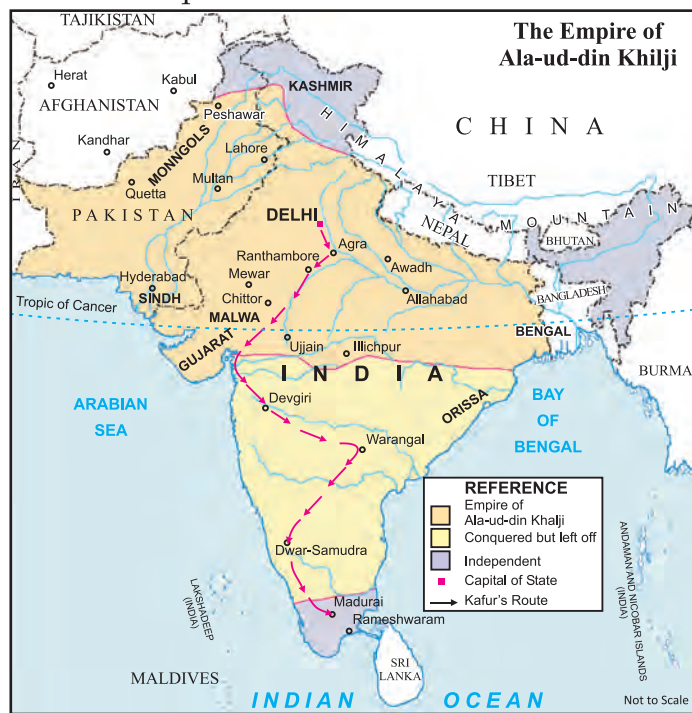 TAJIKISTAN
The Empire of
Ala-ud-din Khilji
Herat
Kabul
KASHMIR
AFGHANISTAN
Peshawar
CHINA
HIMALAYA MOUNTAIN
Kandhar
MONNGOLS
Lahore
IRAN
Quetta
Multan
TIBET
PAKISTAN
DELHI
NEPAL
BHUTAN
Agra
Ranthambore
Awadh
Mewar
Hyderabad
SINDH
Chittor
Allahabad
BANGLADESH
Tropic of Cancer
MALWA
BENGAL
GUJARAT
Ujjain
Illichpur
INDIA
BURMA
ARABIAN
SEA
Devgiri
ORISSA
BAY
OF
BENGAL
Warangal
REFERENCE
Empire of
Ala-ud-din Khalji
Conquered but left off
Independent
Capital of State
Kafur's Route
Dwar-Samudra
LAKSHADEEP
(INDIA)
ANDAMAN AND NICOBAR ISLANDS
(INDIA)
Madurai
Rameshwaram
SRI
LANKA
MALDIVES
INDIAN OCEAN
Not to Scale